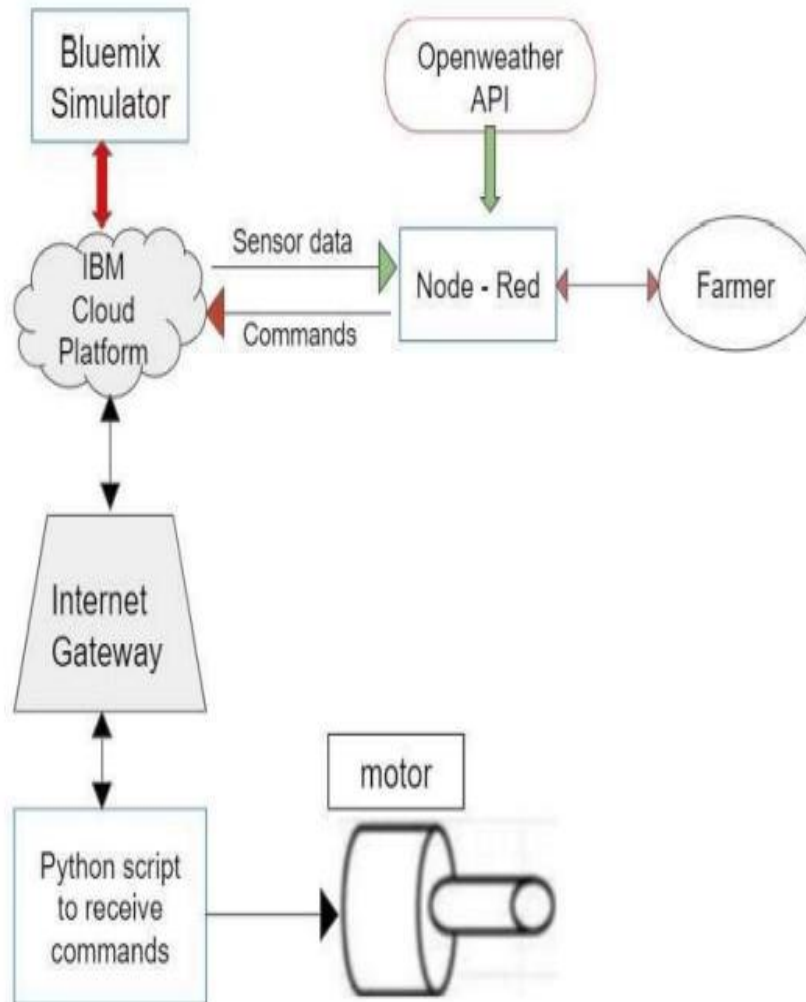 Bluemix
Simulator
Openweather
API
IBM
Cloud
Platform
Sensor data
Commands
Node - Red
Farmer
Internet
Gateway
motor
Python script
to receive
commands